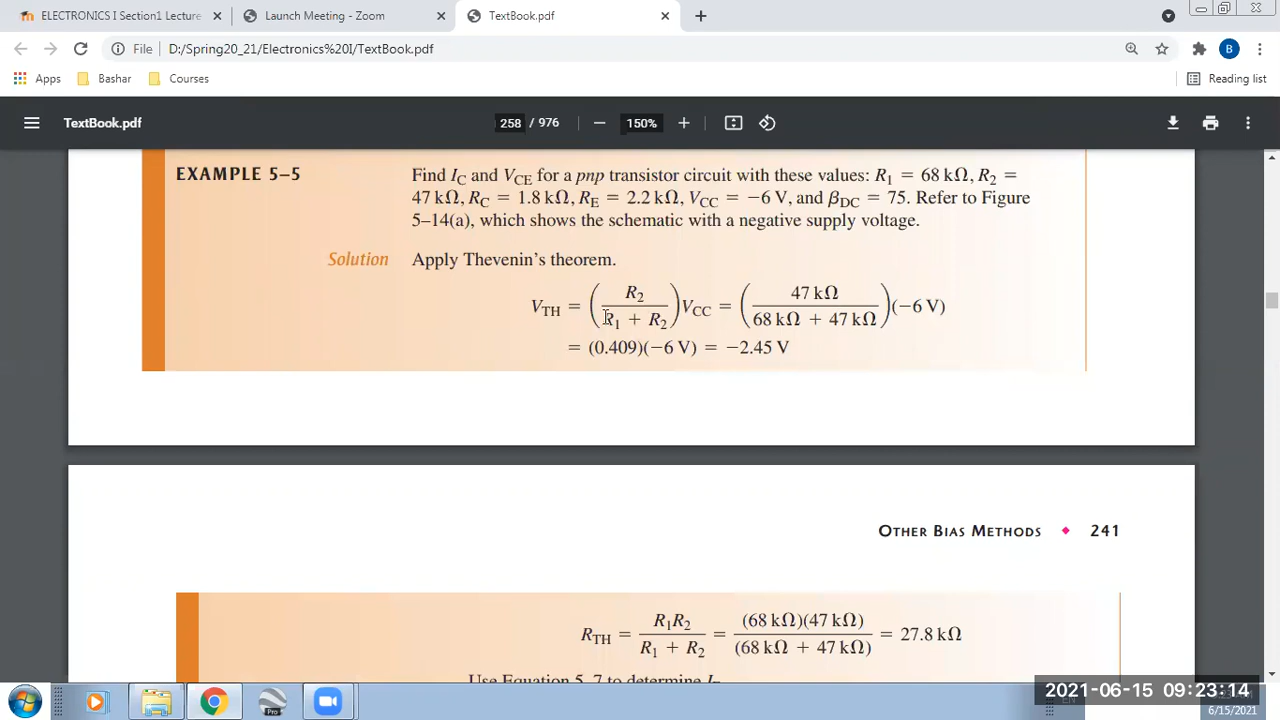 ELECTRONICS I Section1 Lecture
Launch Meeting - Zoom
TextBook.pdf
File D:/Spring20_21/Electronics%20I/TextBook.pdf
B
Apps Bashar Courses
Reading list
TextBook.pdf
258 / 976
150%
EXAMPLE 5–5
Find I_C and V_CE for a pnp transistor circuit with these values: R_1 = 68 kΩ, R_2 =
47 kΩ, R_C = 1.8 kΩ, R_E = 2.2 kΩ, V_CC = −6 V, and β_DC = 75. Refer to Figure
5–14(a), which shows the schematic with a negative supply voltage.
Solution Apply Thevenin's theorem.
V_TH = (R_2 / (R_1 + R_2)) V_CC = (47 kΩ / (68 kΩ + 47 kΩ)) (−6 V)
= (0.409)(−6 V) = −2.45 V
OTHER BIAS METHODS ◆ 241
R_TH = R_1R_2 / (R_1 + R_2) = (68 kΩ)(47 kΩ) / (68 kΩ + 47 kΩ) = 27.8 kΩ
Use Equation 5–7 to determine I
2021-06-15 09:23:14
6/15/2021